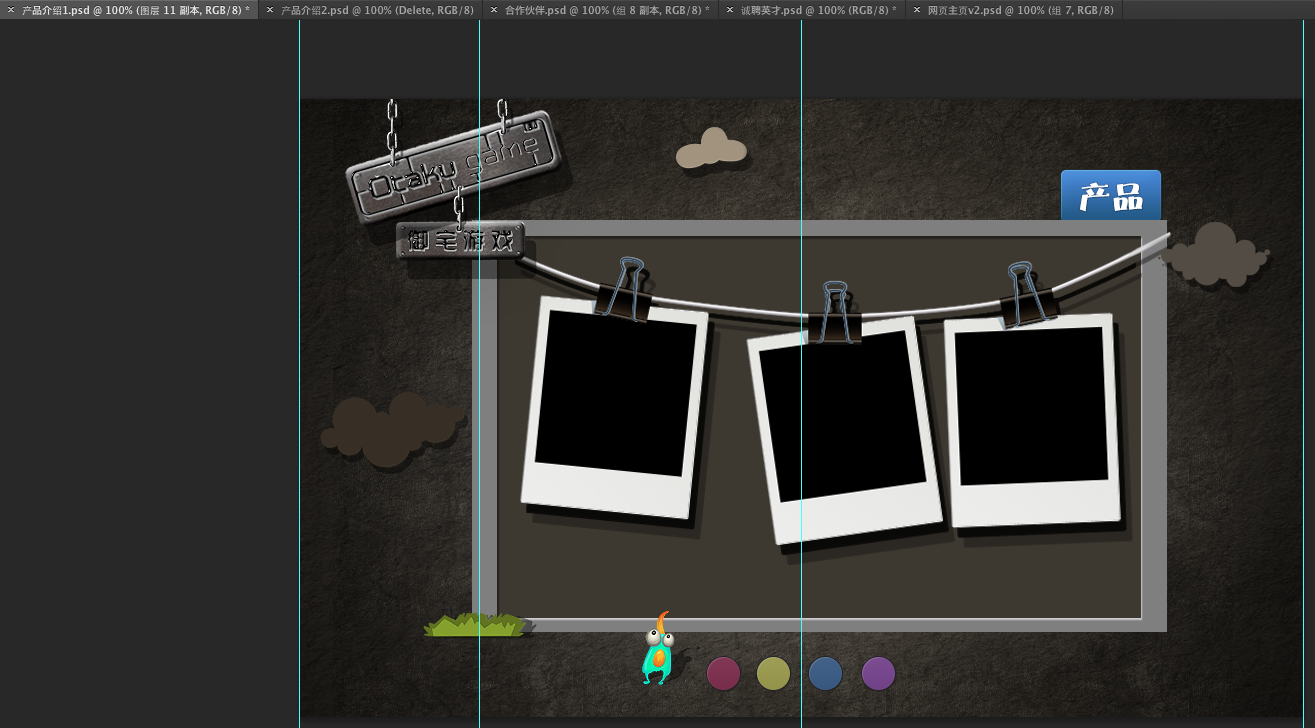 产品介绍1.psd @ 100% (图层 11 副本, RGB/8) *
产品介绍2.psd @ 100% (Delete, RGB/8)
合作伙伴.psd @ 100% (组 8 副本, RGB/8) *
诚聘英才.psd @ 100% (RGB/8) *
网页主页v2.psd @ 100% (组 7, RGB/8)
Otaku game
御宅游戏
产品